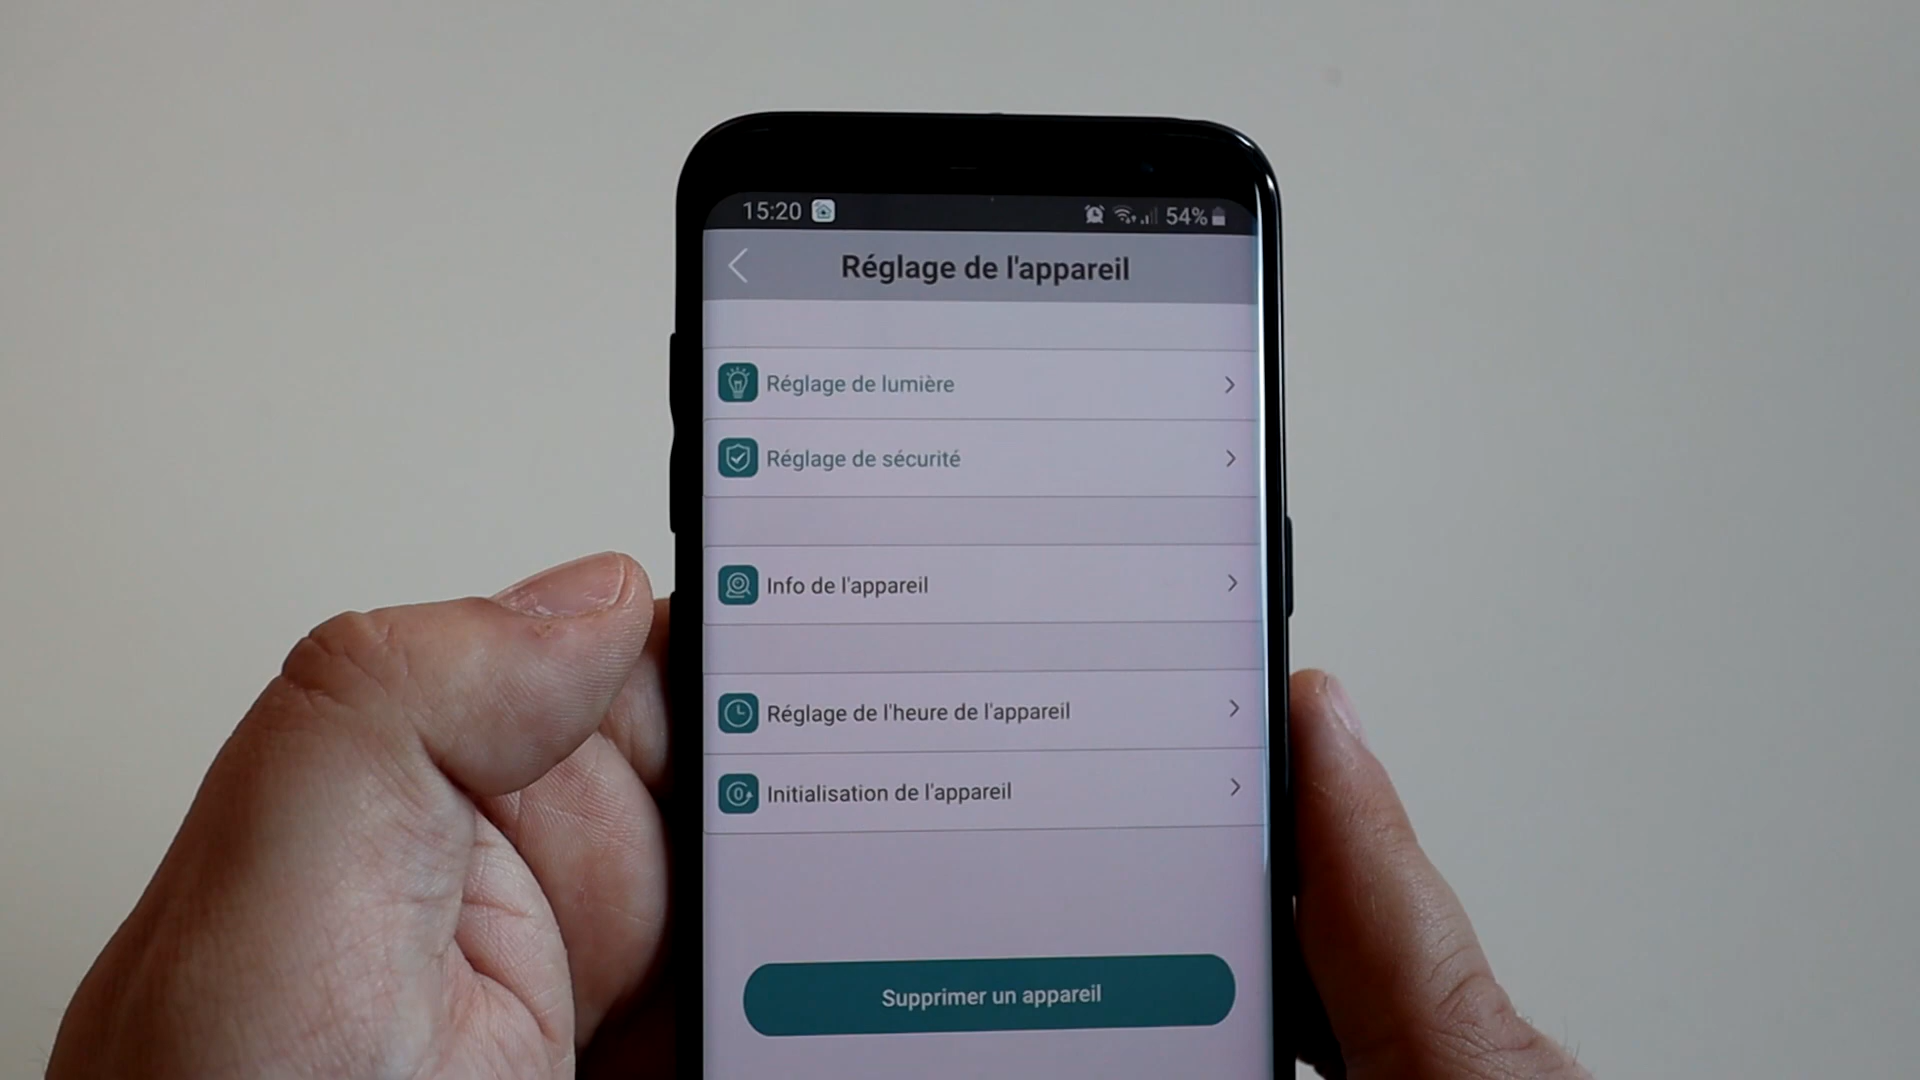 15:20 54%
Réglage de l'appareil
Réglage de lumière
Réglage de sécurité
Info de l'appareil
Réglage de l'heure de l'appareil
Initialisation de l'appareil
Supprimer un appareil